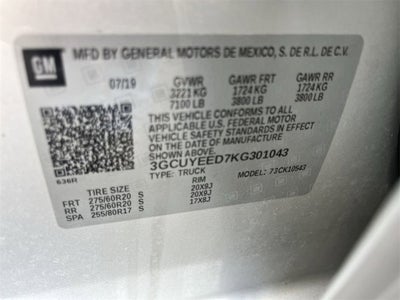 GM
MFD BY GENERAL MOTORS DE MEXICO, S. DE R.L. DE C.V.
07/19 GVWR GAWR FRT GAWR RR
3221 KG 1724 KG 1724 KG
7100 LB 3800 LB 3800 LB
THIS VEHICLE CONFORMS TO ALL
APPLICABLE U.S. FEDERAL MOTOR
VEHICLE SAFETY STANDARDS IN EFFECT
ON THE DATE OF MANUFACTURE
SHOWN ABOVE.
3GCUYEED7KG301043
636R TYPE: TRUCK MODEL: 73CK10543
TIRE SIZE RIM
FRT 275/60R20 S 20X9J
RR 275/60R20 S 20X9J
SPA 255/80R17 S 17X8J